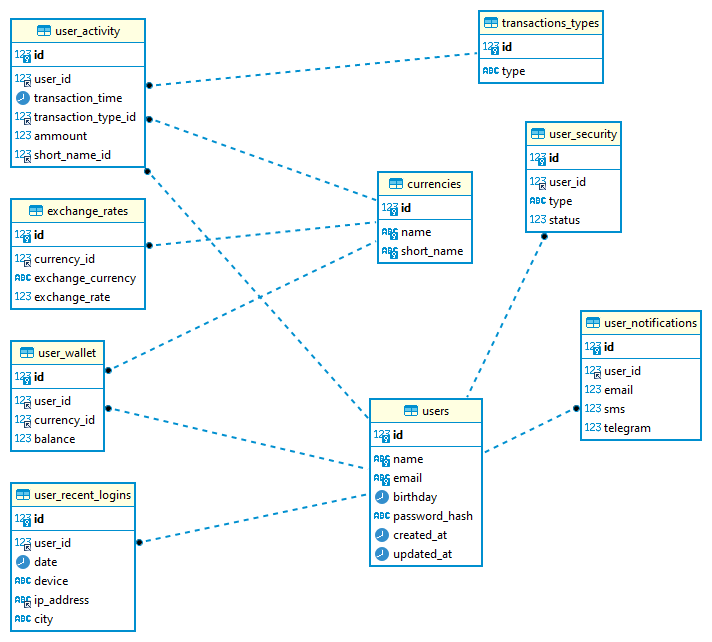 user_activity
123 id
123 user_id
transaction_time
123 transaction_type_id
123 ammount
123 short_name_id
transactions_types
123 id
ABC type
user_security
123 id
123 user_id
ABC type
123 status
currencies
123 id
ABC name
ABC short_name
exchange_rates
123 id
123 currency_id
ABC exchange_currency
123 exchange_rate
user_notifications
123 id
123 user_id
123 email
123 sms
123 telegram
user_wallet
123 id
123 user_id
123 currency_id
123 balance
users
123 id
ABC name
ABC email
birthday
ABC password_hash
created_at
updated_at
user_recent_logins
123 id
123 user_id
date
ABC device
ABC ip_address
ABC city